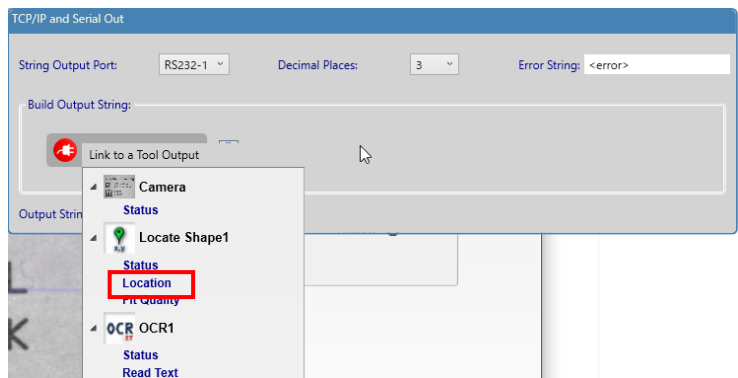 TCP/IP and Serial Out
String Output Port: RS232-1 Decimal Places: 3 Error String: <error>
Build Output String:
Link to a Tool Output
Camera
Status
Output Strin
Locate Shape1
x,y
Status
Location
Fit Quality
OCR OCR1
Status
Read Text
K